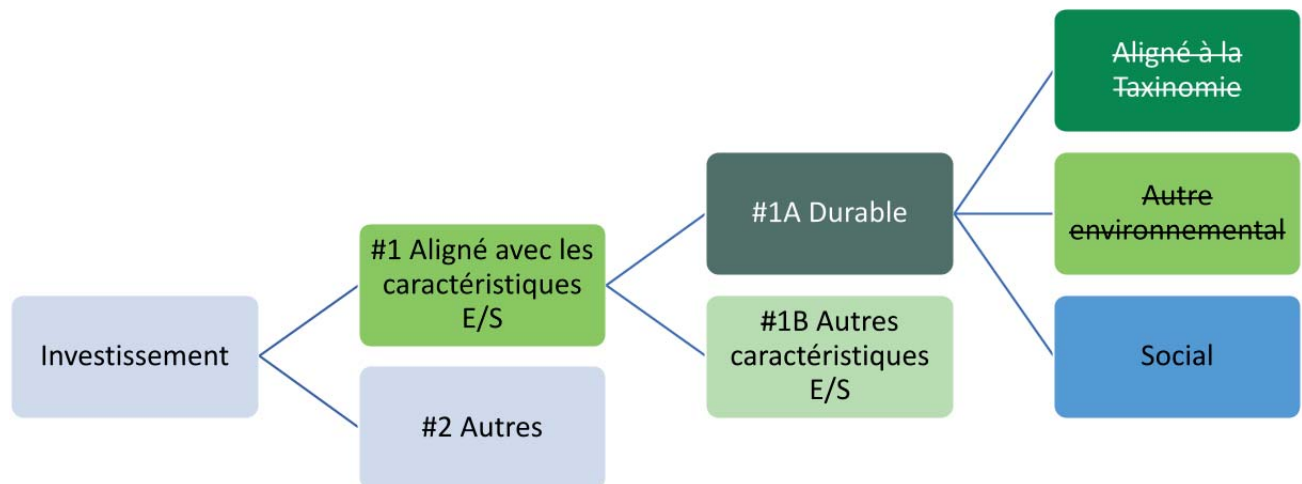 Investissement
#1 Aligné avec les
caractéristiques
E/S
#2 Autres
#1A Durable
#1B Autres
caractéristiques
E/S
Aligné à la
Taxinomie
Autre
environnemental
Social